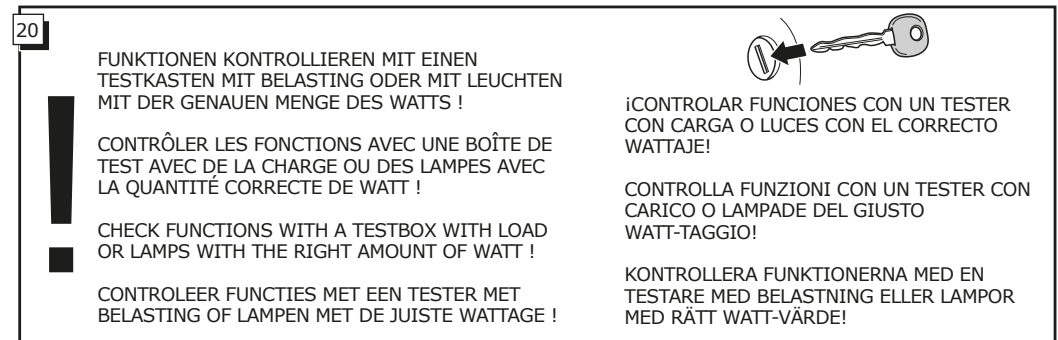 20
FUNKTIONEN KONTROLLIEREN MIT EINEN
TESTKASTEN MIT BELASTING ODER MIT LEUCHTEN
MIT DER GENAUEN MENGE DES WATTS !
CONTRÔLER LES FONCTIONS AVEC UNE BOÎTE DE
TEST AVEC DE LA CHARGE OU DES LAMPES AVEC
LA QUANTITÉ CORRECTE DE WATT !
CHECK FUNCTIONS WITH A TESTBOX WITH LOAD
OR LAMPS WITH THE RIGHT AMOUNT OF WATT !
CONTROLEER FUNCTIES MET EEN TESTER MET
BELASTING OF LAMPEN MET DE JUISTE WATTAGE !
!
¡CONTROLAR FUNCIONES CON UN TESTER
CON CARGA O LUCES CON EL CORRECTO
WATTAJE!
CONTROLLA FUNZIONI CON UN TESTER CON
CARICO O LAMPADE DEL GIUSTO
WATT-TAGGIO!
KONTROLLERA FUNKTIONERNA MED EN
TESTARE MED BELASTNING ELLER LAMPOR
MED RÄTT WATT-VÄRDE!